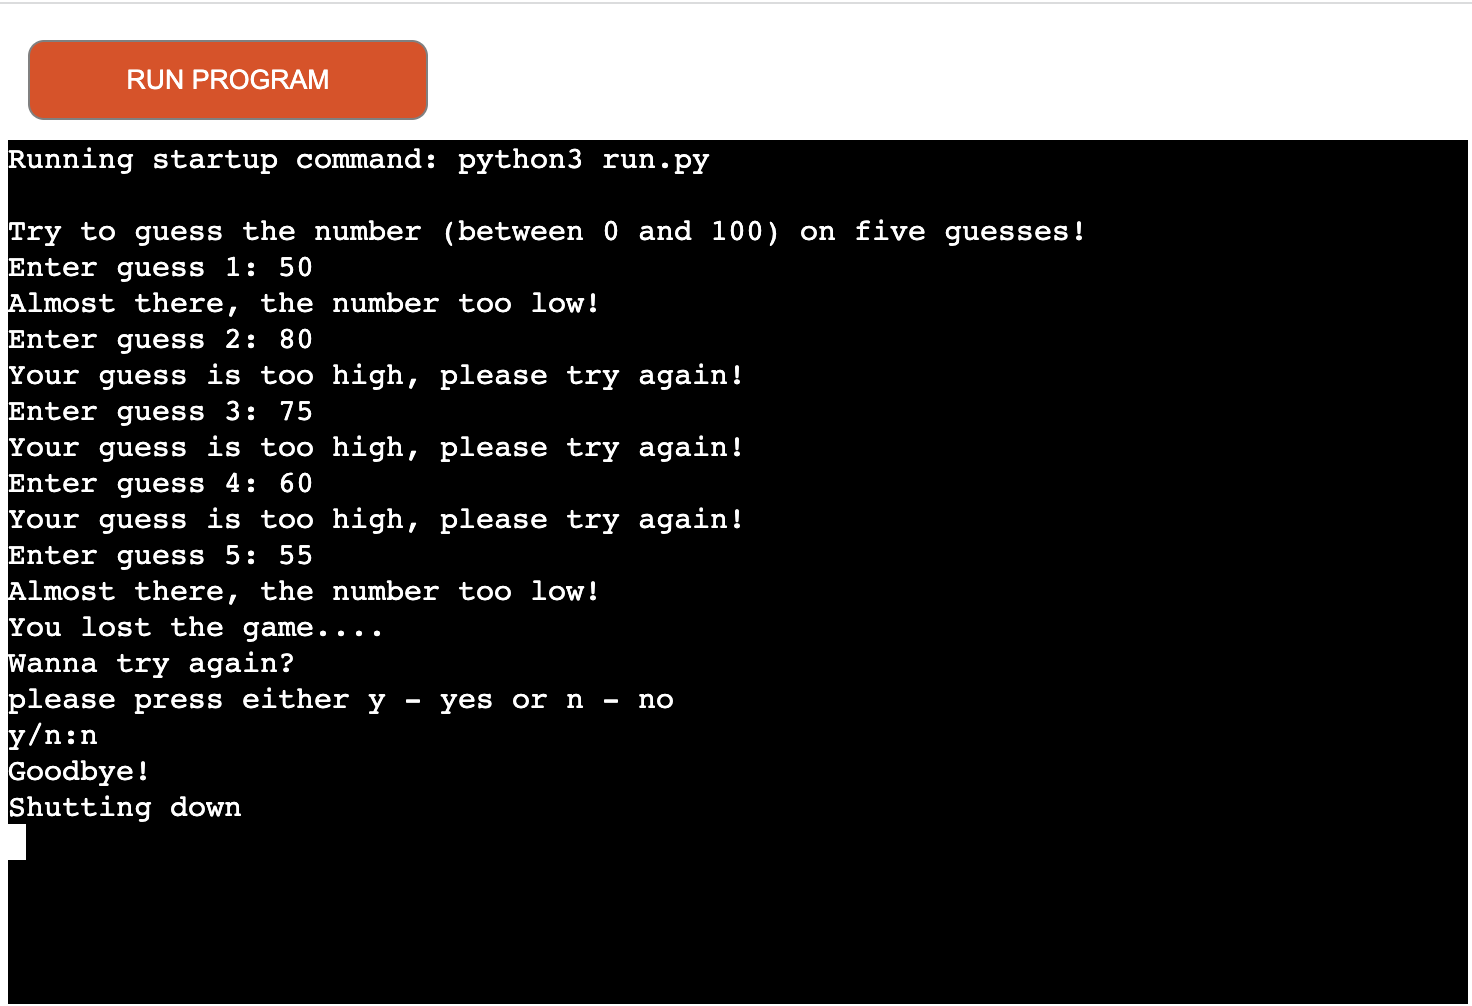 RUN PROGRAM
Running startup command: python3 run.py
Try to guess the number (between 0 and 100) on five guesses!
Enter guess 1: 50
Almost there, the number too low!
Enter guess 2: 80
Your guess is too high, please try again!
Enter guess 3: 75
Your guess is too high, please try again!
Enter guess 4: 60
Your guess is too high, please try again!
Enter guess 5: 55
Almost there, the number too low!
You lost the game....
Wanna try again?
please press either y - yes or n - no
y/n:n
Goodbye!
Shutting down